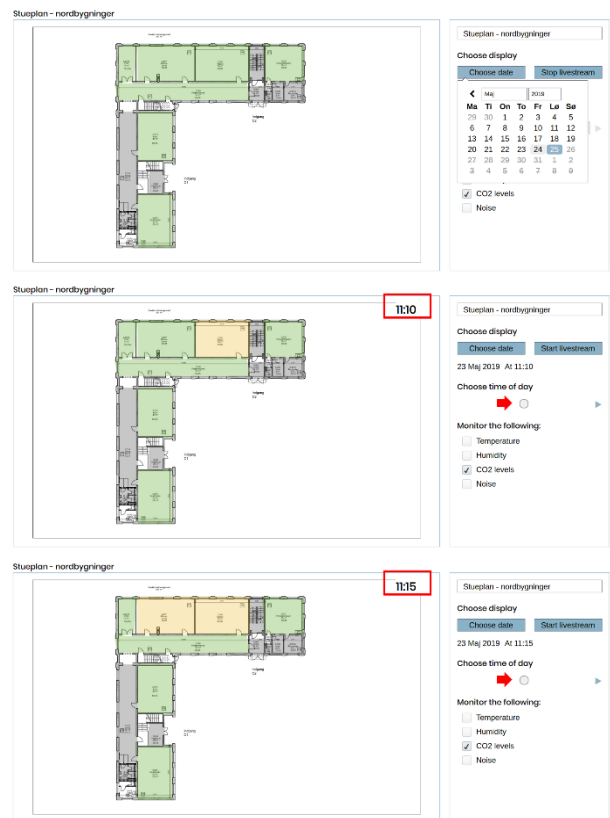 Stueplan - nordbygninger
Stueplan - nordbygninger
Choose display
Choose date Stop livestream
Maj 2019
Ma Ti On To Fr Lø Sø
29 30 1 2 3 4 5
6 7 8 9 10 11 12
13 14 15 16 17 18 19
20 21 22 23 24 25 26
27 28 29 30 31 1 2
3 4 5 6 7 8 9
CO2 levels
Noise
Stueplan - nordbygninger
11:10
Stueplan - nordbygninger
Choose display
Choose date Start livestream
23 Maj 2019 At 11:10
Choose time of day
Monitor the following:
Temperature
Humidity
CO2 levels
Noise
Stueplan - nordbygninger
11:15
Stueplan - nordbygninger
Choose display
Choose date Start livestream
23 Maj 2019 At 11:15
Choose time of day
Monitor the following:
Temperature
Humidity
CO2 levels
Noise